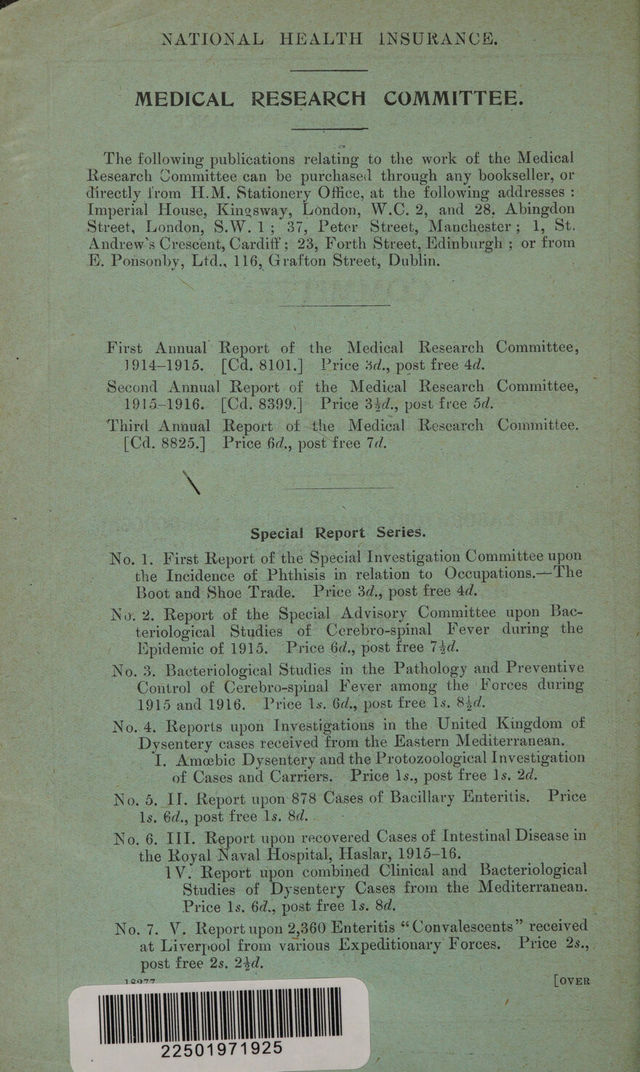 NATIONAL HEALTH INSURANCE.
MEDICAL RESEARCH COMMITTEE.
The following publications relating to the work of the Medical
Research Committee can be purchased through any bookseller, or
directly from H.M. Stationery Office, at the following addresses :
Imperial House, Kingsway, London, W.C. 2, and 28, Abingdon
Street, London, S.W. 1 ; 37, Peter Street, Manchester ; 1, St.
Andrew's Crescent, Cardiff ; 23, Forth Street, Edinburgh ; or from
E. Ponsonby, Ltd., 116, Grafton Street, Dublin.
First Annual Report of the Medical Research Committee,
1914–1915. [Cd. 8101.] Price 3d., post free 4d.
Second Annual Report of the Medical Research Committee,
1915–1916. [Cd. 8399.] Price 3½d., post free 5d.
Third Annual Report of the Medical Research Committee.
[Cd. 8825.] Price 6d., post free 7d.
Special Report Series.
No. 1. First Report of the Special Investigation Committee upon
the Incidence of Phthisis in relation to Occupations.—The
Boot and Shoe Trade. Price 3d., post free 4d.
No. 2. Report of the Special Advisory Committee upon Bac-
teriological Studies of Cerebro-spinal Fever during the
Epidemic of 1915. Price 6d., post free 7½d.
No. 3. Bacteriological Studies in the Pathology and Preventive
Control of Cerebro-spinal Fever among the Forces during
1915 and 1916. Price 1s. 6d., post free 1s. 8½d.
No. 4. Reports upon Investigations in the United Kingdom of
Dysentery cases received from the Eastern Mediterranean.
I. Amœbic Dysentery and the Protozoological Investigation
of Cases and Carriers. Price 1s., post free 1s. 2d.
No. 5. II. Report upon 878 Cases of Bacillary Enteritis. Price
1s. 6d., post free 1s. 8d.
No. 6. III. Report upon recovered Cases of Intestinal Disease in
the Royal Naval Hospital, Haslar, 1915–16.
IV. Report upon combined Clinical and Bacteriological
Studies of Dysentery Cases from the Mediterranean.
Price 1s. 6d., post free 1s. 8d.
No. 7. V. Report upon 2,360 Enteritis "Convalescents" received
at Liverpool from various Expeditionary Forces. Price 2s.,
post free 2s. 2½d.
[OVER
22501971925